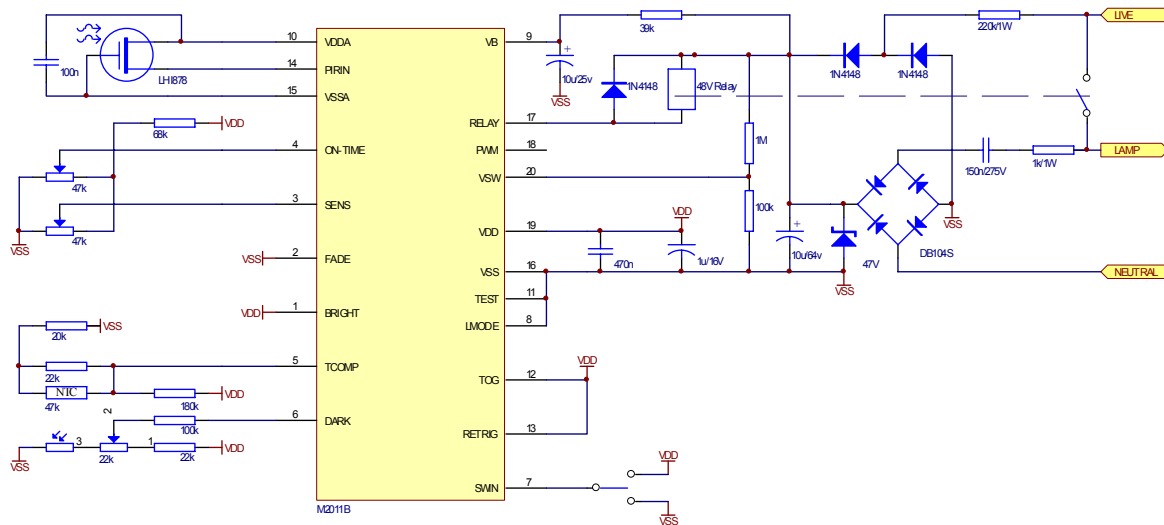 39k
220k/1W
LIVE
10
VDDA
VB
9
+
10u/25v
VSS
1N4148
1N4148
1N4148
100n
LHI878
14
PIRIN
15
VSSA
48V Relay
RELAY
17
68k
VDD
4
ON-TIME
PWM
18
1M
150n/275V
1k/1W
LAMP
47k
VSW
20
3
SENS
100k
47k
VSS
VDD
VDD
19
+
10u/64v
VSS
DB104S
2
VSS
FADE
470n
1u/16V
47V
VSS
16
NEUTRAL
VSS
TEST
11
1
VDD
BRIGHT
LMODE
8
20k
VSS
22k
5
TCOMP
VDD
TOG
12
NTC
47k
180k
VDD
2
100k
6
DARK
RETRIG
13
3
22k
1
22k
VDD
VSS
VDD
SWIN
7
VSS
M2011B